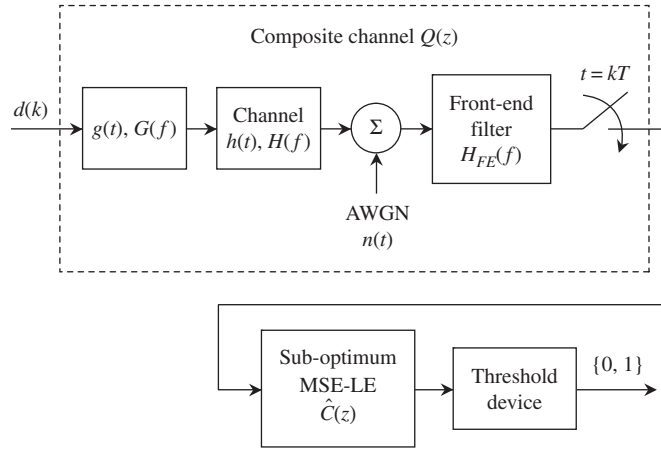 Composite channel Q(z)
t = kT
d(k)
g(t), G(f)
Channel
h(t), H(f)
Σ
Front-end
filter
H_FE(f)
AWGN
n(t)
Sub-optimum
MSE-LE
Ĉ(z)
Threshold
device
{0, 1}